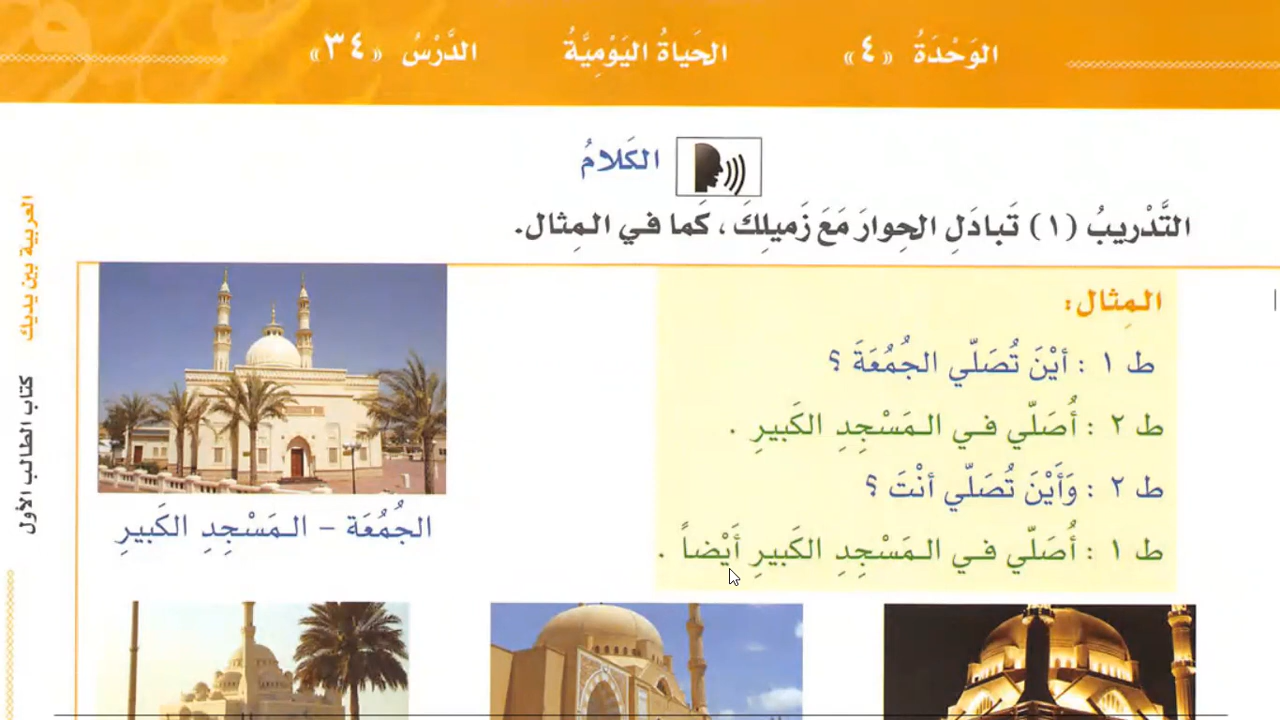 الوَحْدَةُ «٤» الحَياةُ اليَوْمِيَّةُ الدَّرْسُ «٣٤»
الكَلامُ
التَّدْريبُ (١) تَبادَلِ الحِوارَ مَعَ زَميلِكَ ، كَما في المِثال.
المِثال:
ط ١ : أيْنَ تُصَلّي الجُمُعَةَ ؟
ط ٢ : أُصَلّي في المَسْجِدِ الكَبيرِ .
ط ٢ : وَأَيْنَ تُصَلّي أنْتَ ؟
ط ١ : أُصَلّي في المَسْجِدِ الكَبيرِ أَيْضاً .
الجُمُعَة – المَسْجِدِ الكَبيرِ
العربية بين يديك كتاب الطالب الأول